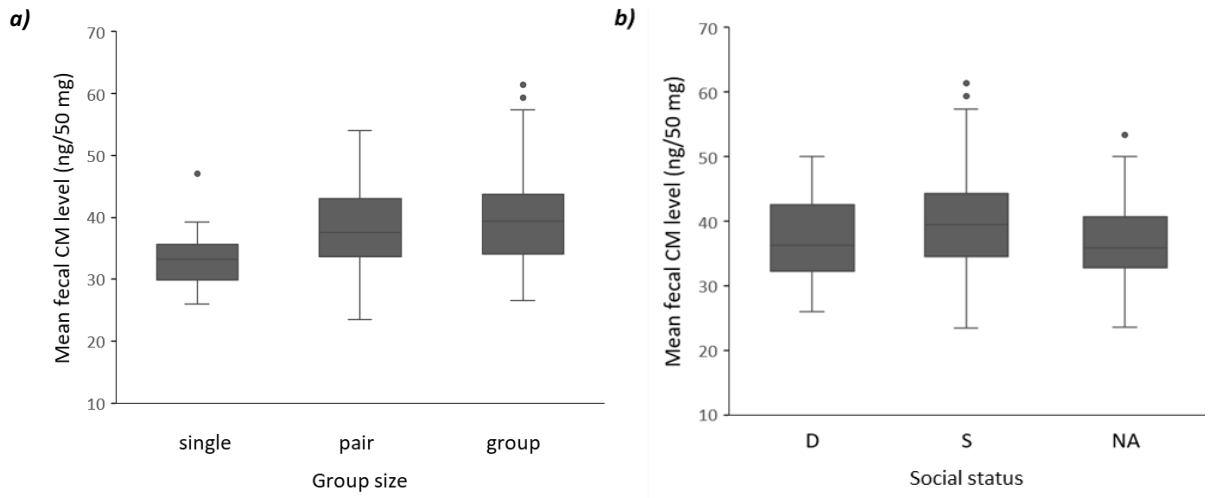 a)
Mean fecal CM level (ng/50 mg)
70
60
50
40
30
20
10
single pair group
Group size
b)
Mean fecal CM level (ng/50 mg)
70
60
50
40
30
20
10
D S NA
Social status